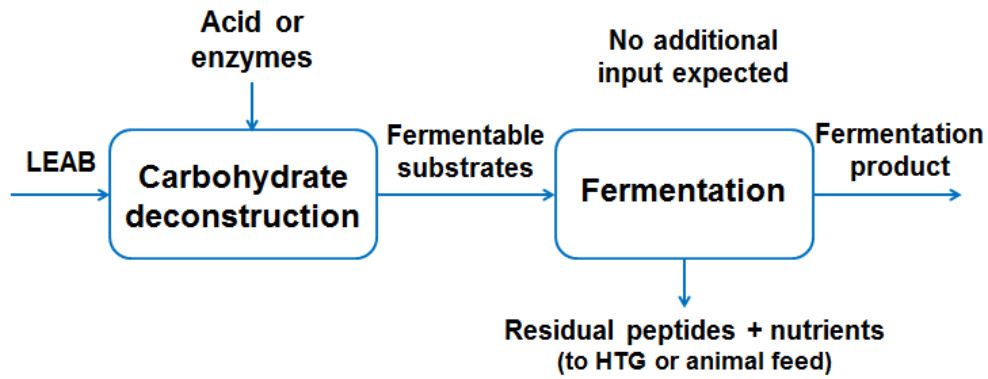 Acid or
enzymes
No additional
input expected
LEAB
Carbohydrate
deconstruction
Fermentable
substrates
Fermentation
Fermentation
product
Residual peptides + nutrients
(to HTG or animal feed)